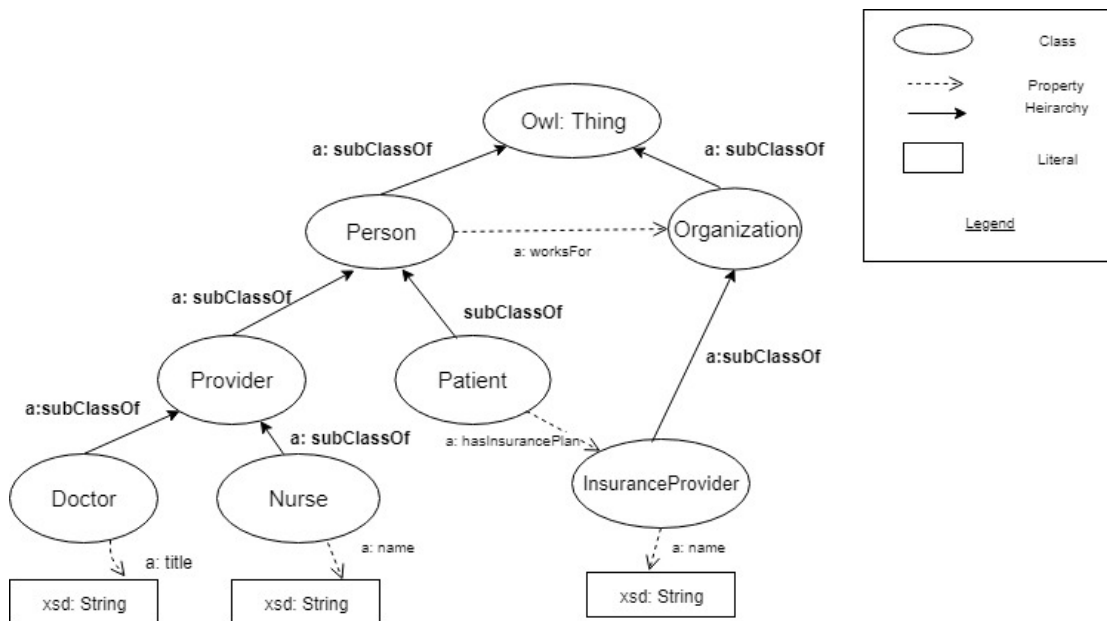 Class
Property
Heirarchy
Literal
Legend
Owl: Thing
a: subClassOf
a: subClassOf
Person
a: worksFor
Organization
a: subClassOf
subClassOf
a:subClassOf
Provider
Patient
a:subClassOf
a: subClassOf
a: hasInsurancePlan
Doctor
Nurse
InsuranceProvider
a: title
a: name
a: name
xsd: String
xsd: String
xsd: String